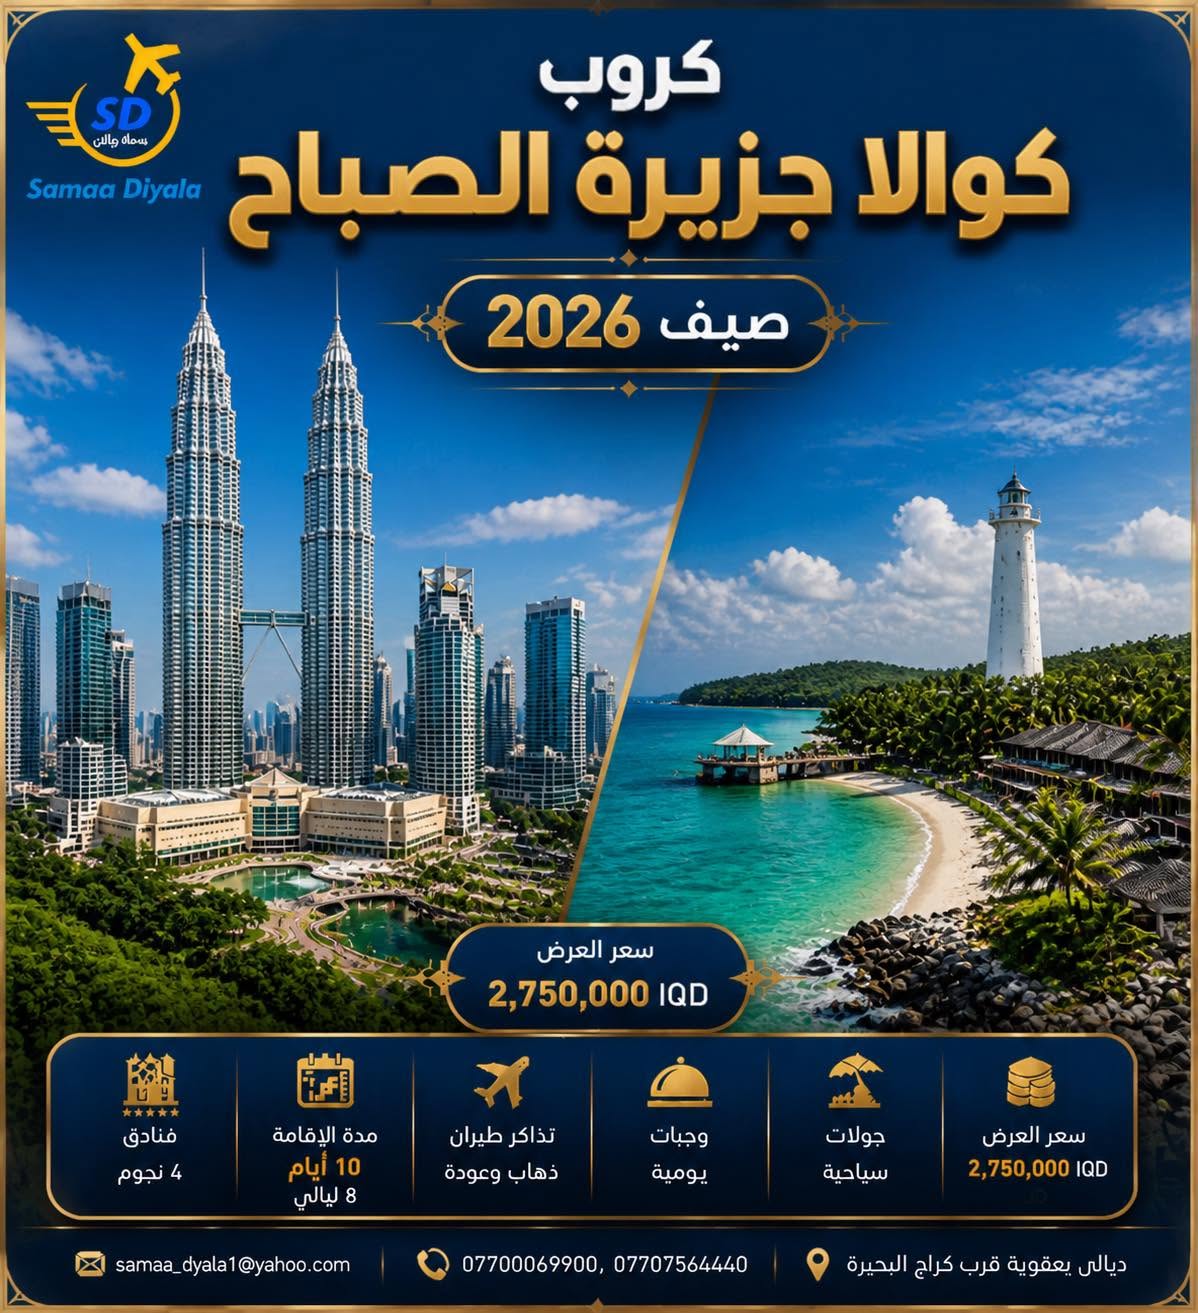 SD
Samaa Diyala
كروب
كوالا جزيرة الصباح
صيف 2026
سعر العرض
2,750,000 IQD
سعر العرض
2,750,000 IQD
جولات
سياحية
وجبات
يومية
تذاكر طيران
ذهاب وعودة
مدة الإقامة
10 أيام
8 ليالي
فنادق
4 نجوم
ديالى يعقوبة قرب كراج البحيرة
07700069900, 07707564440
samaa_dyala1@yahoo.com